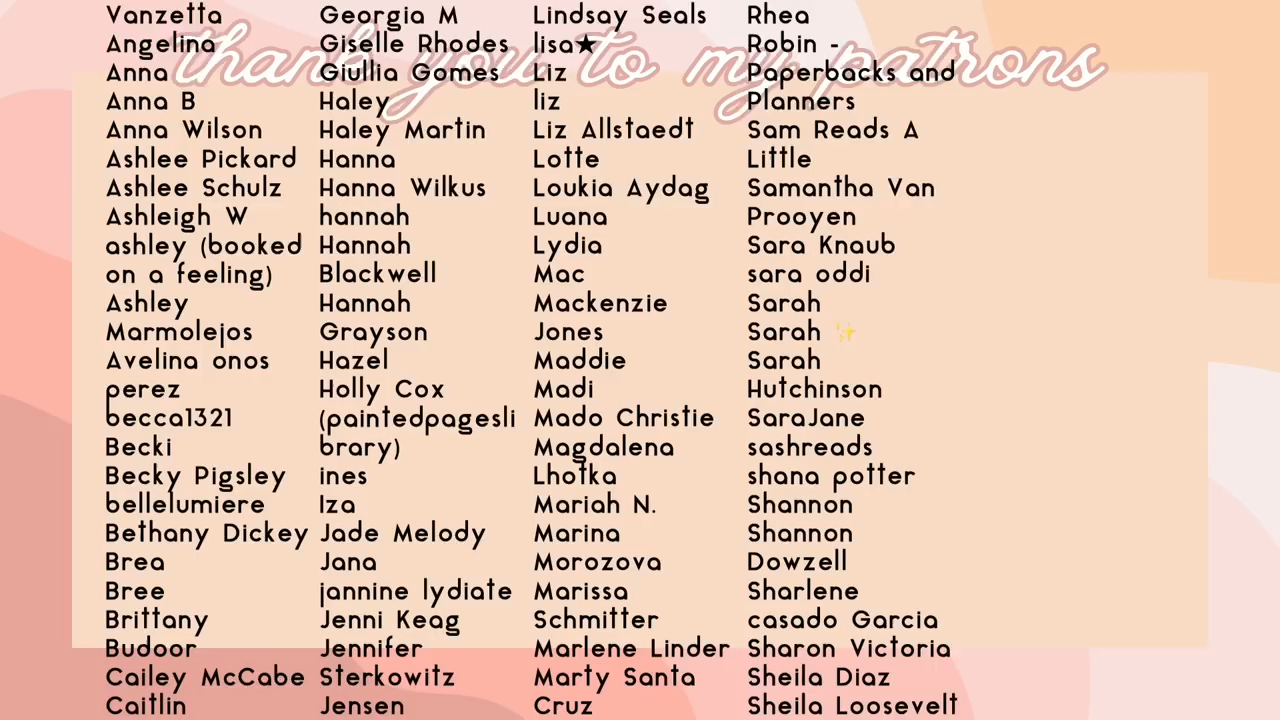 thank you to my patrons
Vanzetta
Angelina
Anna
Anna B
Anna Wilson
Ashlee Pickard
Ashlee Schulz
Ashleigh W
ashley (booked
on a feeling)
Ashley
Marmolejos
Avelina onos
perez
becca1321
Becki
Becky Pigsley
bellelumiere
Bethany Dickey
Brea
Bree
Brittany
Budoor
Cailey McCabe
Caitlin
Georgia M
Giselle Rhodes
Giullia Gomes
Haley
Haley Martin
Hanna
Hanna Wilkus
hannah
Hannah
Blackwell
Hannah
Grayson
Hazel
Holly Cox
(paintedpagesli
brary)
ines
Iza
Jade Melody
Jana
jannine lydiate
Jenni Keag
Jennifer
Sterkowitz
Jensen
Lindsay Seals
lisa★
Liz
liz
Liz Allstaedt
Lotte
Loukia Aydag
Luana
Lydia
Mac
Mackenzie
Jones
Maddie
Madi
Mado Christie
Magdalena
Lhotka
Mariah N.
Marina
Morozova
Marissa
Schmitter
Marlene Linder
Marty Santa
Cruz
Rhea
Robin -
Paperbacks and
Planners
Sam Reads A
Little
Samantha Van
Prooyen
Sara Knaub
sara oddi
Sarah
Sarah ✨
Sarah
Hutchinson
SaraJane
sashreads
shana potter
Shannon
Shannon
Dowzell
Sharlene
casado Garcia
Sharon Victoria
Sheila Diaz
Sheila Loosevelt